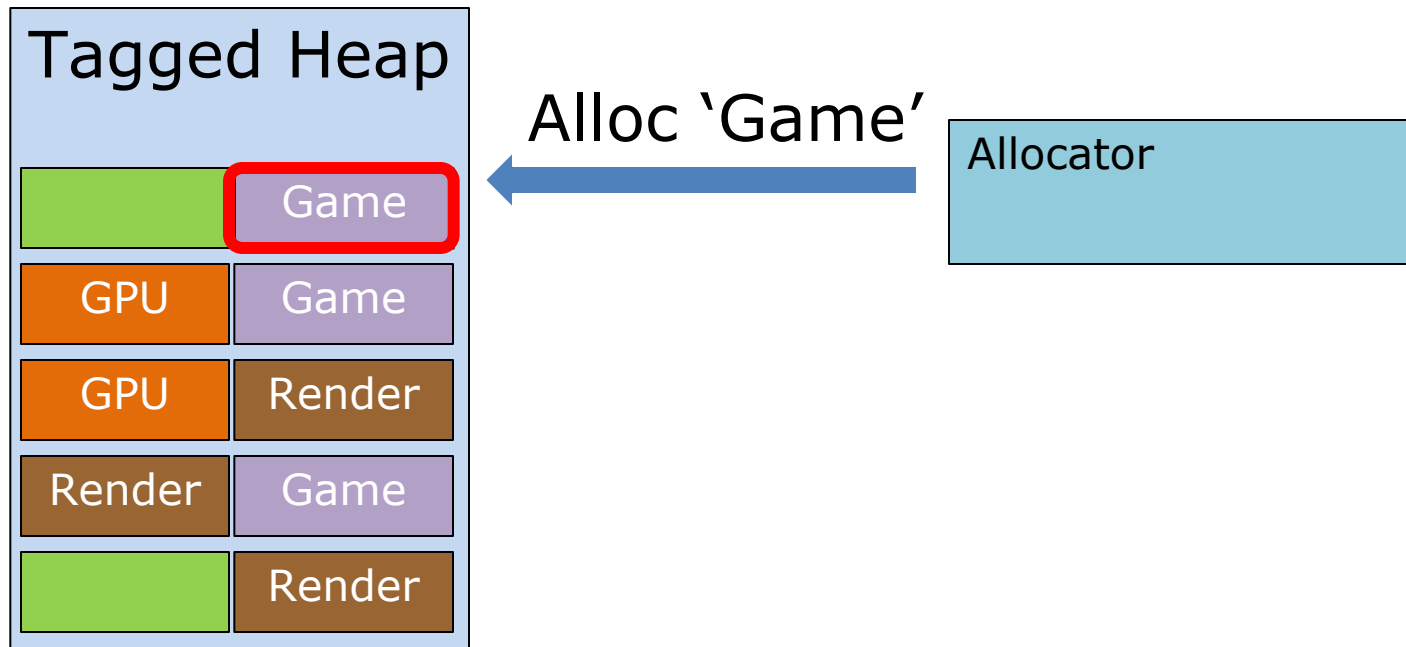 Tagged Heap
Alloc ‘Game’
Allocator
Game
GPU Game
GPU Render
Render Game
Render